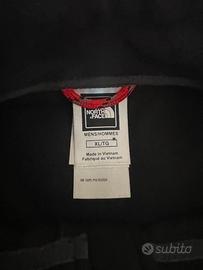 THE
NORTH
FACE
MENS/HOMMES
XL/TG
Made in Vietnam
Fabriqué au Vietnam
subito